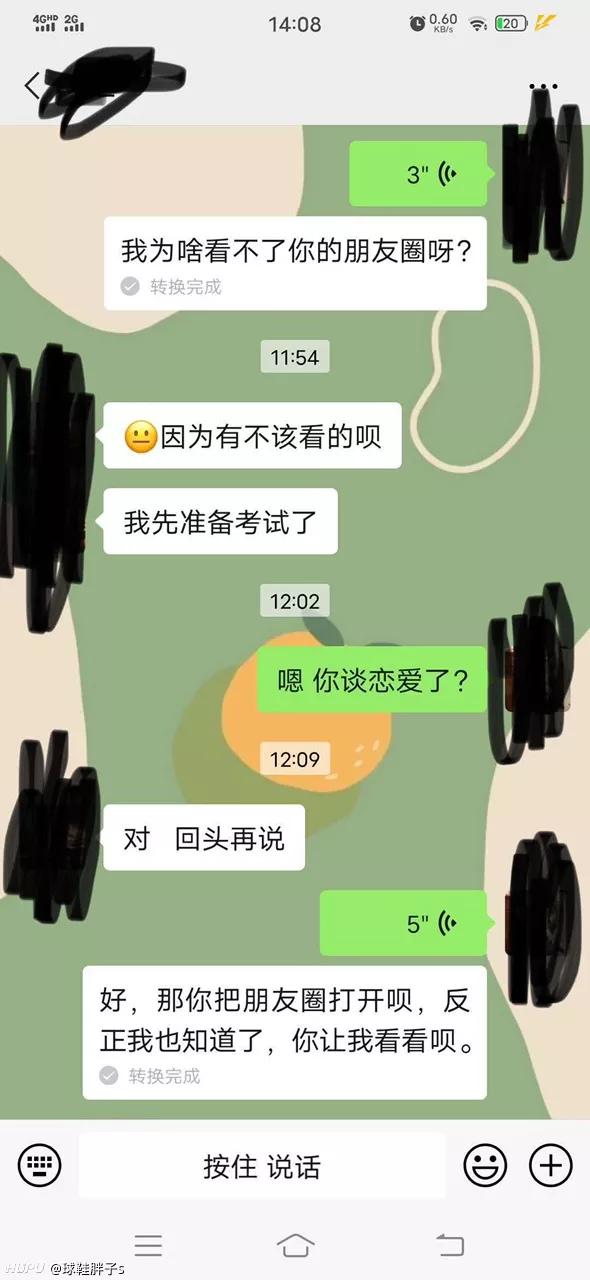 4GHD 2G 14:08 0.60 KB/s 20
3"
我为啥看不了你的朋友圈呀?
转换完成
11:54
😐因为有不该看的呗
我先准备考试了
12:02
嗯 你谈恋爱了?
12:09
对 回头再说
5"
好，那你把朋友圈打开呗，反
正我也知道了，你让我看看呗。
转换完成
按住 说话
HUPU @球鞋胖子s